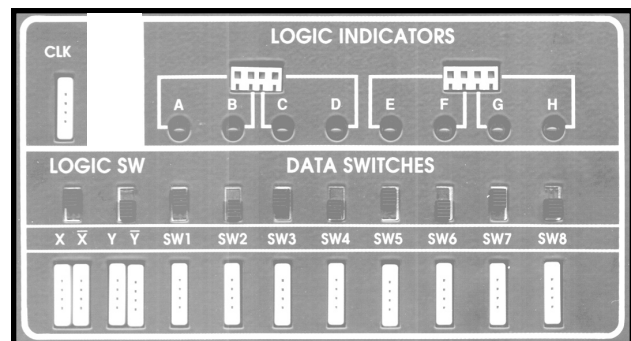 LOGIC INDICATORS
CLK
A B C D E F G H
LOGIC SW DATA SWITCHES
X X̅ Y Y̅ SW1 SW2 SW3 SW4 SW5 SW6 SW7 SW8